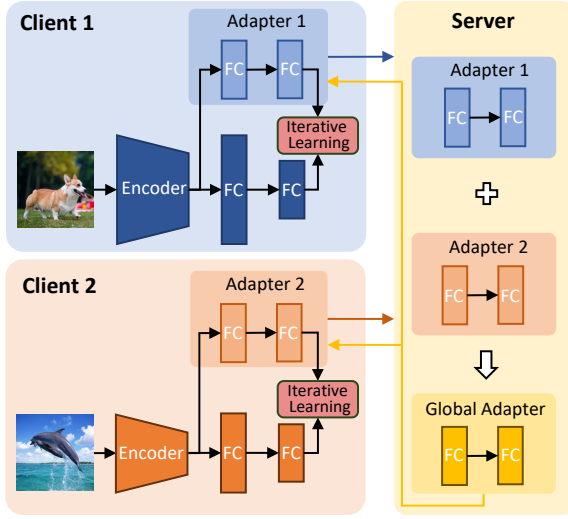 Client 1
Adapter 1
FC
FC
Iterative
Learning
Encoder
FC
FC
Client 2
Adapter 2
FC
FC
Iterative
Learning
Encoder
FC
FC
Server
Adapter 1
FC
FC
Adapter 2
FC
FC
Global Adapter
FC
FC